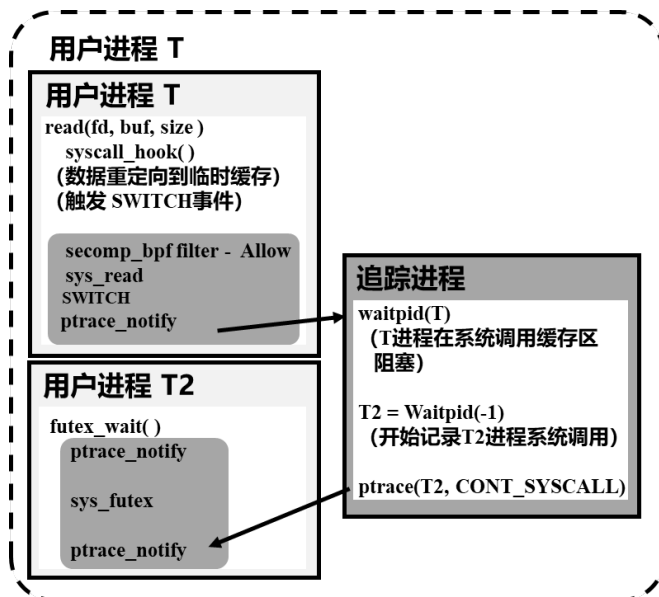 用户进程 T
用户进程 T
read(fd, buf, size )
syscall_hook( )
（数据重定向到临时缓存）
（触发 SWITCH事件）
secomp_bpf filter - Allow
sys_read
SWITCH
ptrace_notify
用户进程 T2
futex_wait( )
ptrace_notify
sys_futex
ptrace_notify
追踪进程
waitpid(T)
（T进程在系统调用缓存区
阻塞）
T2 = Waitpid(-1)
（开始记录T2进程系统调用）
ptrace(T2, CONT_SYSCALL)